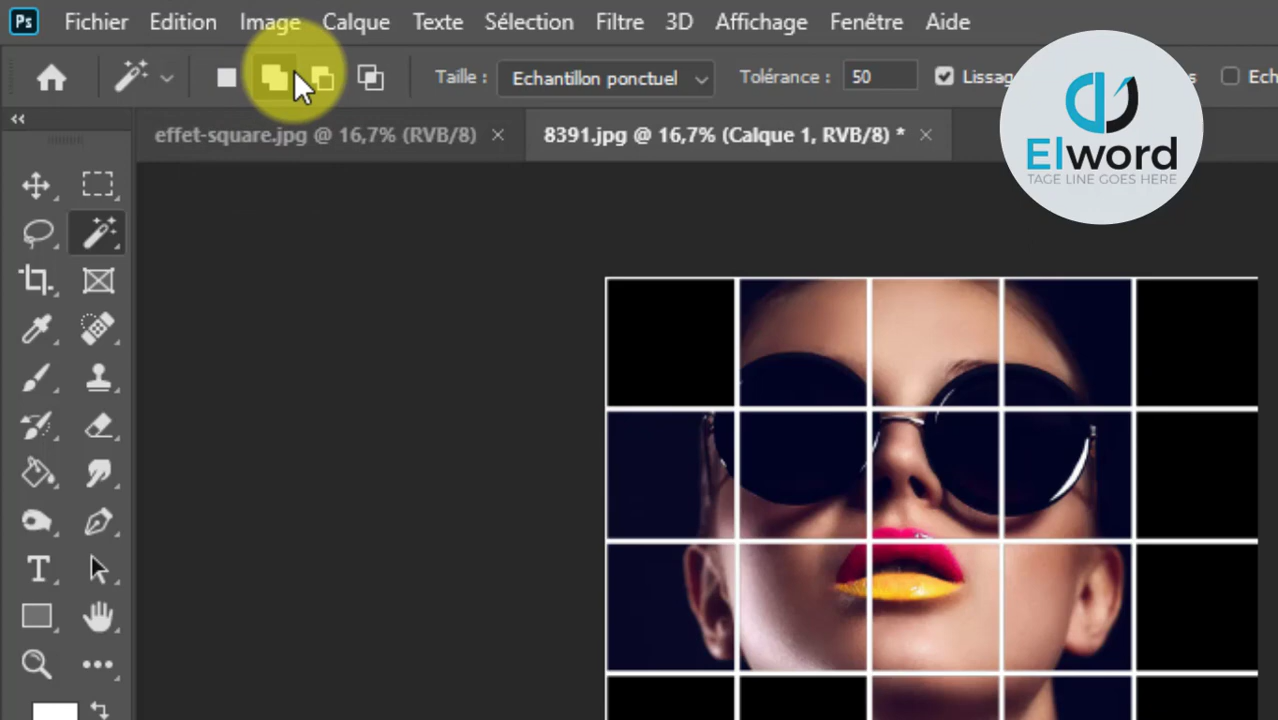 Ps Fichier Edition Image Calque Texte Sélection Filtre 3D Affichage Fenêtre Aide
Taille : Echantillon ponctuel Tolérance : 50 Lissag s Ech
effet-square.jpg @ 16,7% (RVB/8) × 8391.jpg @ 16,7% (Calque 1, RVB/8) * ×
Elword
TAGE LINE GOES HERE
T